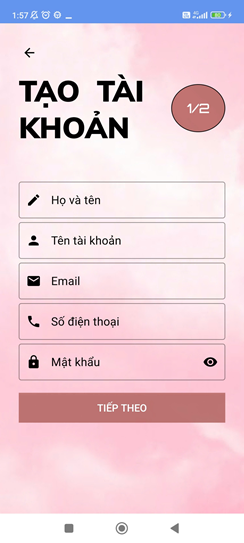 1:57
TẠO TÀI
KHOẢN
1/2
Họ và tên
Tên tài khoản
Email
Số điện thoại
Mật khẩu
TIẾP THEO